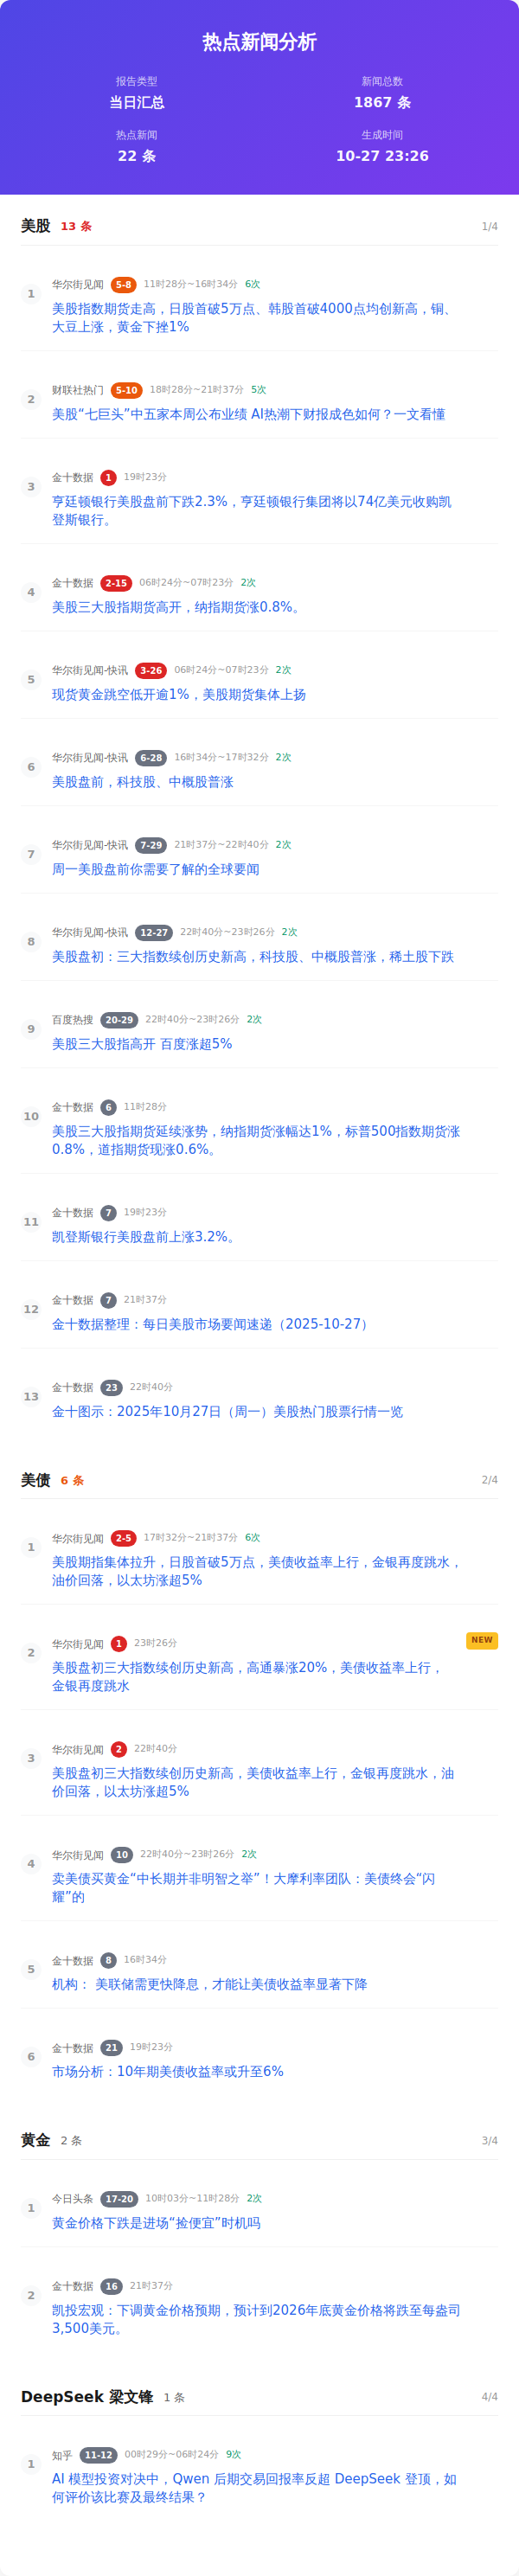 热点新闻分析
报告类型
新闻总数
当日汇总
1867 条
热点新闻
生成时间
22 条
10-27 23:26
美股 13 条 1/4
1 华尔街见闻 5-8 11时28分~16时34分 6次
美股指数期货走高，日股首破5万点、韩股首破4000点均创新高，铜、
大豆上涨，黄金下挫1%
2 财联社热门 5-10 18时28分~21时37分 5次
美股“七巨头”中五家本周公布业绩 AI热潮下财报成色如何？一文看懂
3 金十数据 1 19时23分
亨廷顿银行美股盘前下跌2.3%，亨廷顿银行集团将以74亿美元收购凯
登斯银行。
4 金十数据 2-15 06时24分~07时23分 2次
美股三大股指期货高开，纳指期货涨0.8%。
5 华尔街见闻-快讯 3-26 06时24分~07时23分 2次
现货黄金跳空低开逾1%，美股期货集体上扬
6 华尔街见闻-快讯 6-28 16时34分~17时32分 2次
美股盘前，科技股、中概股普涨
7 华尔街见闻-快讯 7-29 21时37分~22时40分 2次
周一美股盘前你需要了解的全球要闻
8 华尔街见闻-快讯 12-27 22时40分~23时26分 2次
美股盘初：三大指数续创历史新高，科技股、中概股普涨，稀土股下跌
9 百度热搜 20-29 22时40分~23时26分 2次
美股三大股指高开 百度涨超5%
10 金十数据 6 11时28分
美股三大股指期货延续涨势，纳指期货涨幅达1%，标普500指数期货涨
0.8%，道指期货现涨0.6%。
11 金十数据 7 19时23分
凯登斯银行美股盘前上涨3.2%。
12 金十数据 7 21时37分
金十数据整理：每日美股市场要闻速递（2025-10-27）
13 金十数据 23 22时40分
金十图示：2025年10月27日（周一）美股热门股票行情一览
美债 6 条 2/4
1 华尔街见闻 2-5 17时32分~21时37分 6次
美股期指集体拉升，日股首破5万点，美债收益率上行，金银再度跳水，
油价回落，以太坊涨超5%
2 华尔街见闻 1 23时26分 NEW
美股盘初三大指数续创历史新高，高通暴涨20%，美债收益率上行，
金银再度跳水
3 华尔街见闻 2 22时40分
美股盘初三大指数续创历史新高，美债收益率上行，金银再度跳水，油
价回落，以太坊涨超5%
4 华尔街见闻 10 22时40分~23时26分 2次
卖美债买黄金“中长期并非明智之举”！大摩利率团队：美债终会“闪
耀”的
5 金十数据 8 16时34分
机构： 美联储需更快降息，才能让美债收益率显著下降
6 金十数据 21 19时23分
市场分析：10年期美债收益率或升至6%
黄金 2 条 3/4
1 今日头条 17-20 10时03分~11时28分 2次
黄金价格下跌是进场“捡便宜”时机吗
2 金十数据 16 21时37分
凯投宏观：下调黄金价格预期，预计到2026年底黄金价格将跌至每盎司
3,500美元。
DeepSeek 梁文锋 1 条 4/4
1 知乎 11-12 00时29分~06时24分 9次
AI 模型投资对决中，Qwen 后期交易回报率反超 DeepSeek 登顶，如
何评价该比赛及最终结果？